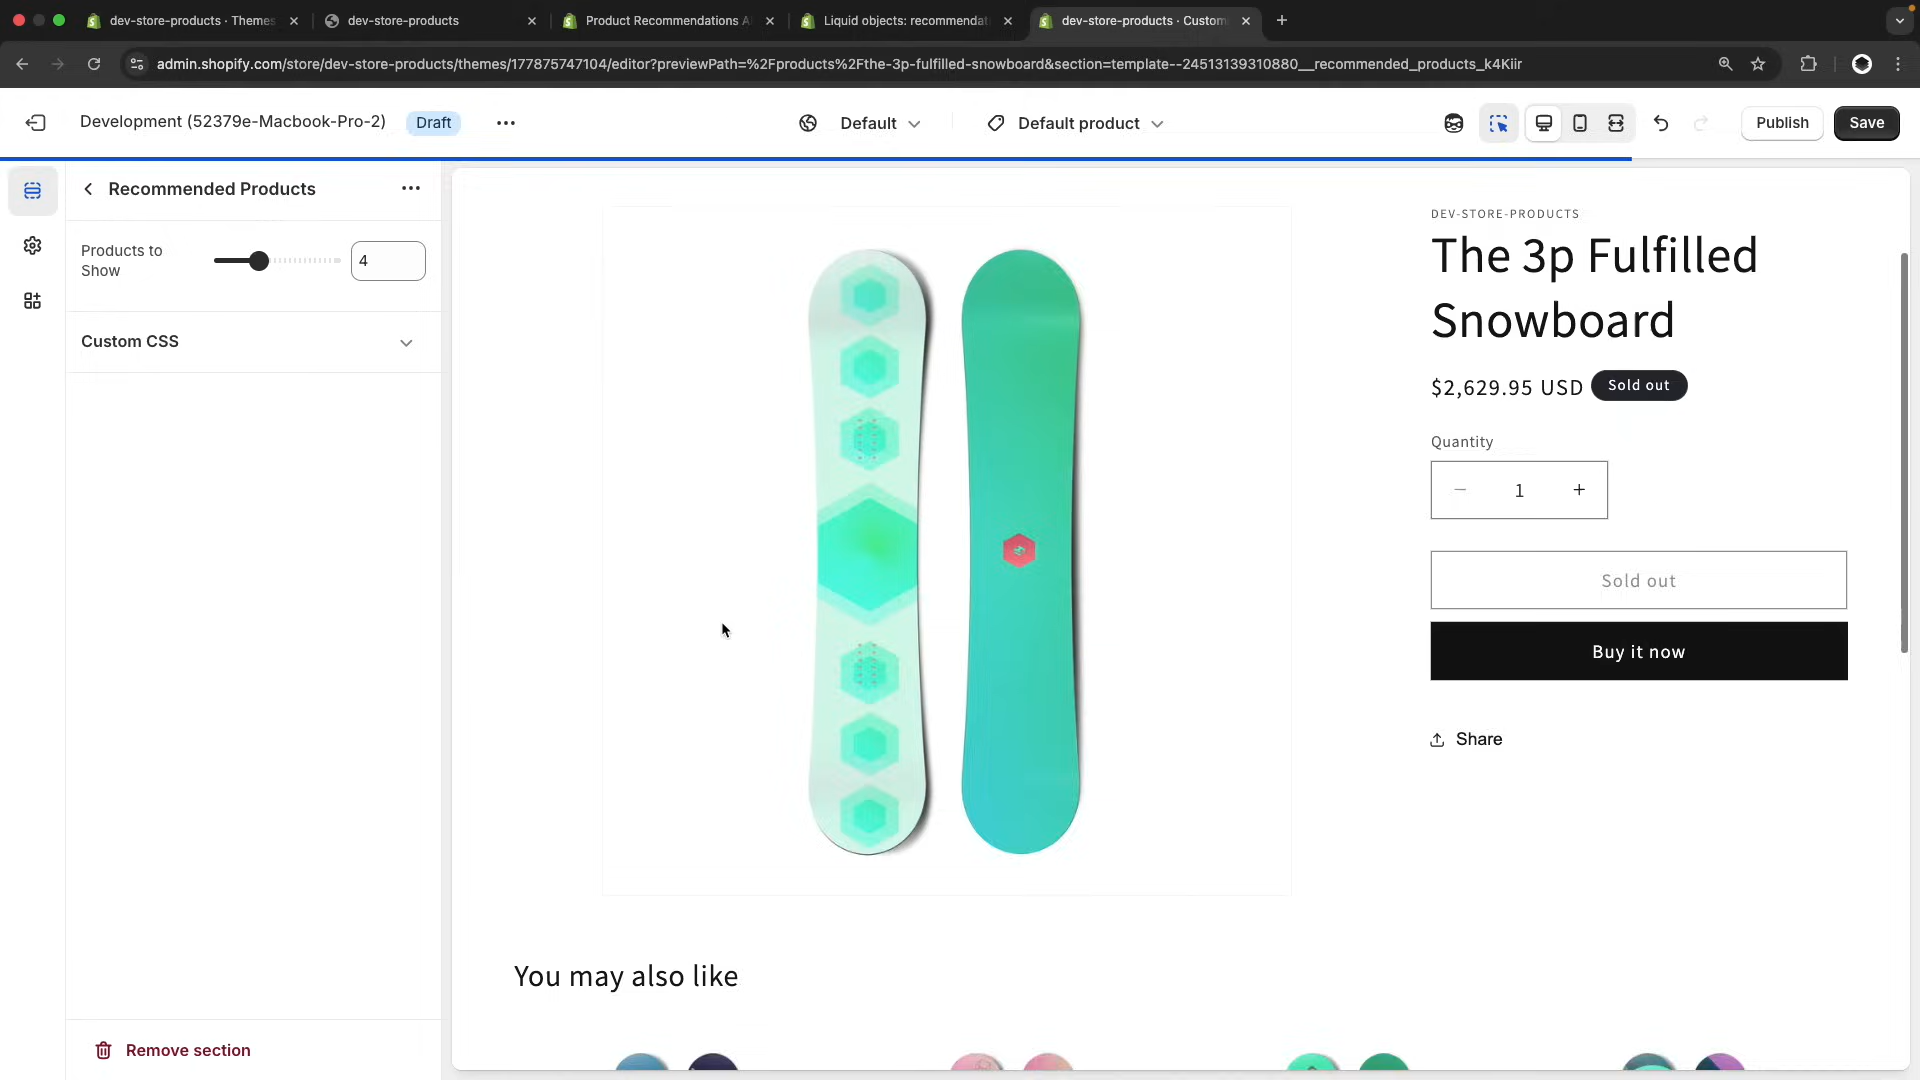 dev-store-products · Themes
dev-store-products
Product Recommendations A
Liquid objects: recommendat
dev-store-products · Custom
admin.shopify.com/store/dev-store-products/themes/177875747104/editor?previewPath=%2Fproducts%2Fthe-3p-fulfilled-snowboard&section=template--24513139310880__recommended_products_k4Kiir
Development (52379e-Macbook-Pro-2)
Draft
Default
Default product
Publish
Save
Recommended Products
Products to
Show
4
Custom CSS
Remove section
DEV-STORE-PRODUCTS
The 3p Fulfilled
Snowboard
$2,629.95 USD
Sold out
Quantity
1
Sold out
Buy it now
Share
You may also like